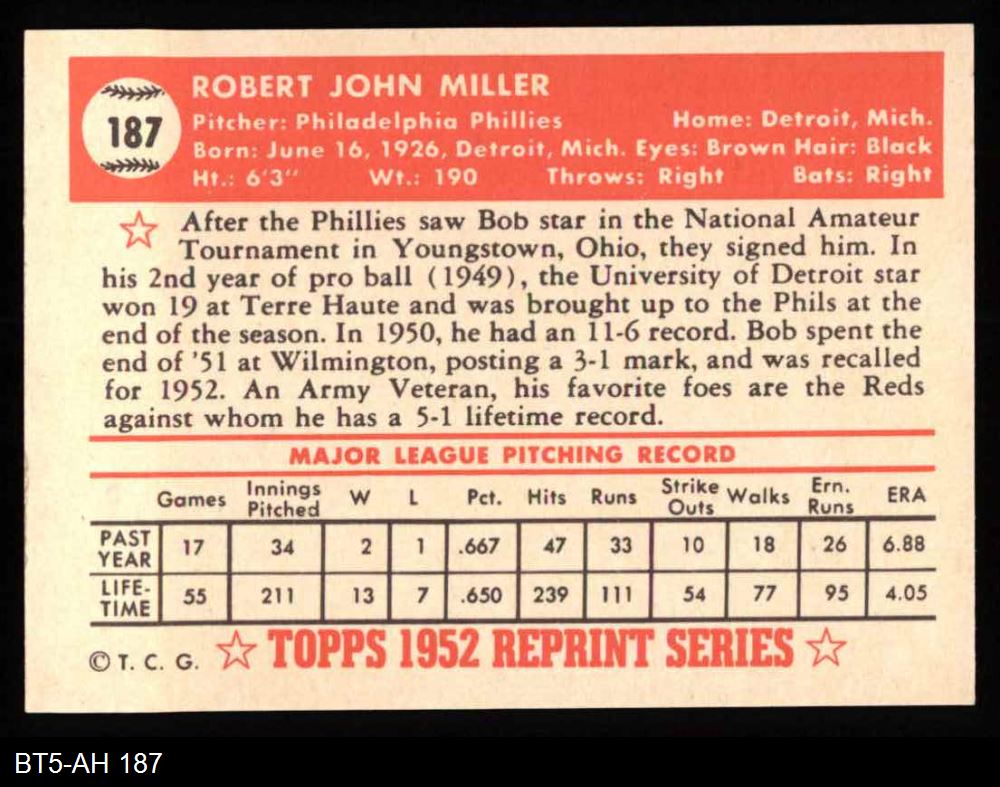 187
ROBERT JOHN MILLER
Pitcher: Philadelphia Phillies Home: Detroit, Mich.
Born: June 16, 1926, Detroit, Mich. Eyes: Brown Hair: Black
Ht.: 6'3" Wt.: 190 Throws: Right Bats: Right
After the Phillies saw Bob star in the National Amateur
Tournament in Youngstown, Ohio, they signed him. In
his 2nd year of pro ball (1949), the University of Detroit star
won 19 at Terre Haute and was brought up to the Phils at the
end of the season. In 1950, he had an 11-6 record. Bob spent the
end of '51 at Wilmington, posting a 3-1 mark, and was recalled
for 1952. An Army Veteran, his favorite foes are the Reds
against whom he has a 5-1 lifetime record.
MAJOR LEAGUE PITCHING RECORD
Games Innings Pitched W L Pct. Hits Runs Strike Outs Walks Ern. Runs ERA
PAST YEAR 17 34 2 1 .667 47 33 10 18 26 6.88
LIFE-TIME 55 211 13 7 .650 239 111 54 77 95 4.05
© T. C. G. TOPPS 1952 REPRINT SERIES
BT5-AH 187